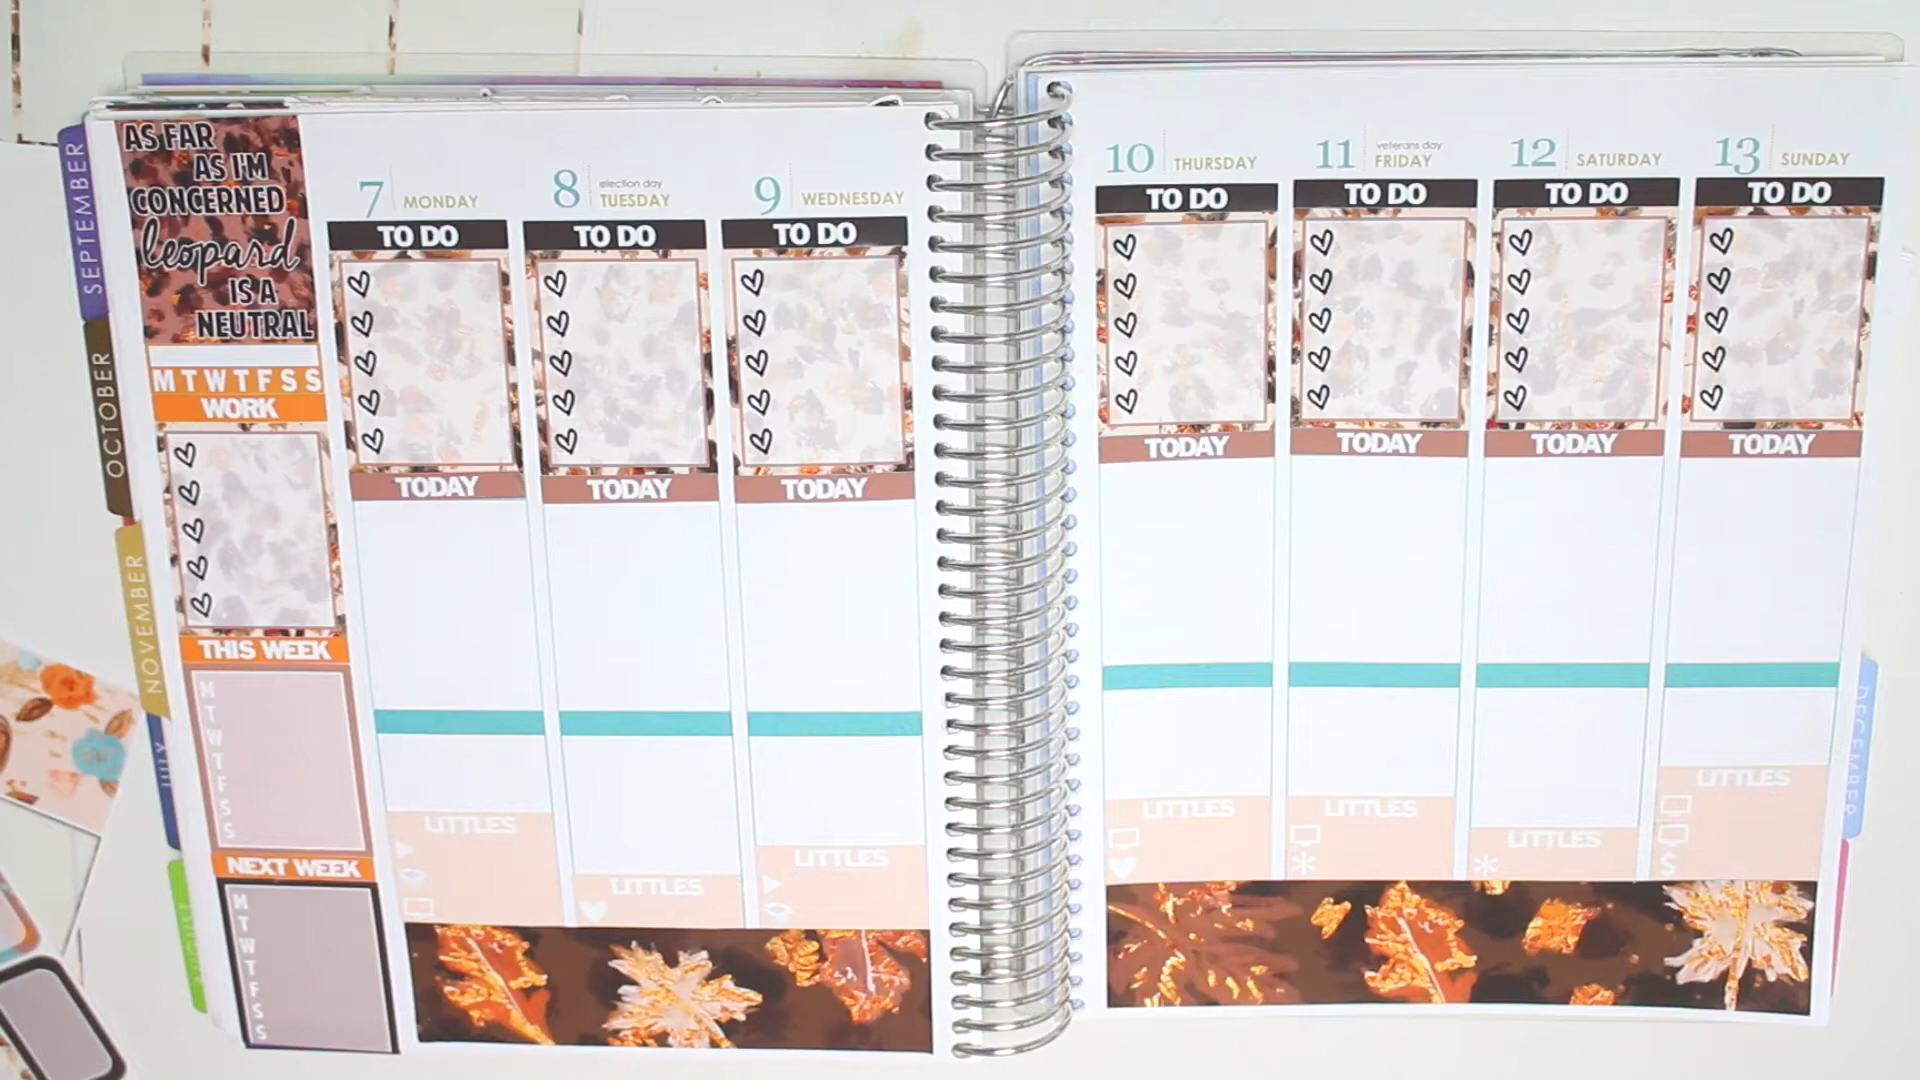 AS FAR
AS I'M
CONCERNED
leopard
IS A
NEUTRAL
M T W T F S S
WORK
THIS WEEK
M
T
W
T
F
S
S
NEXT WEEK
M
T
W
T
F
S
S
7 MONDAY
TO DO
TODAY
LITTLES
8 election day
TUESDAY
TO DO
TODAY
LITTLES
9 WEDNESDAY
TO DO
TODAY
LITTLES
10 THURSDAY
TO DO
TODAY
LITTLES
11 veterans day
FRIDAY
TO DO
TODAY
LITTLES
12 SATURDAY
TO DO
TODAY
LITTLES
13 SUNDAY
TO DO
TODAY
LITTLES
$
SEPTEMBER
OCTOBER
NOVEMBER
JULY
AUGUST
DECEMBER